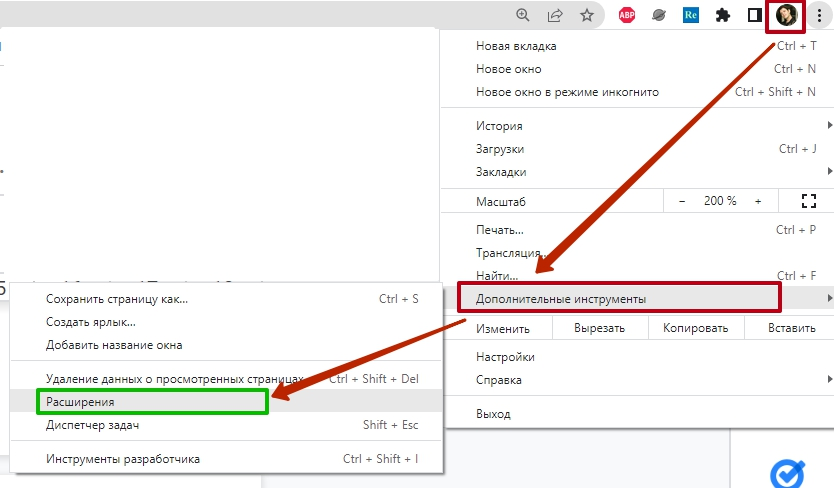 ABP
Re
Новая вкладка Ctrl + T
Новое окно Ctrl + N
Новое окно в режиме инкогнито Ctrl + Shift + N
История
Загрузки Ctrl + J
Закладки
Масштаб - 200 % +
Печать... Ctrl + P
Трансляция...
Найти... Ctrl + F
Дополнительные инструменты
Изменить Вырезать Копировать Вставить
Настройки
Справка
Выход
Сохранить страницу как... Ctrl + S
Создать ярлык...
Добавить название окна
Удаление данных о просмотренных страницах... Ctrl + Shift + Del
Расширения
Диспетчер задач Shift + Esc
Инструменты разработчика Ctrl + Shift + I